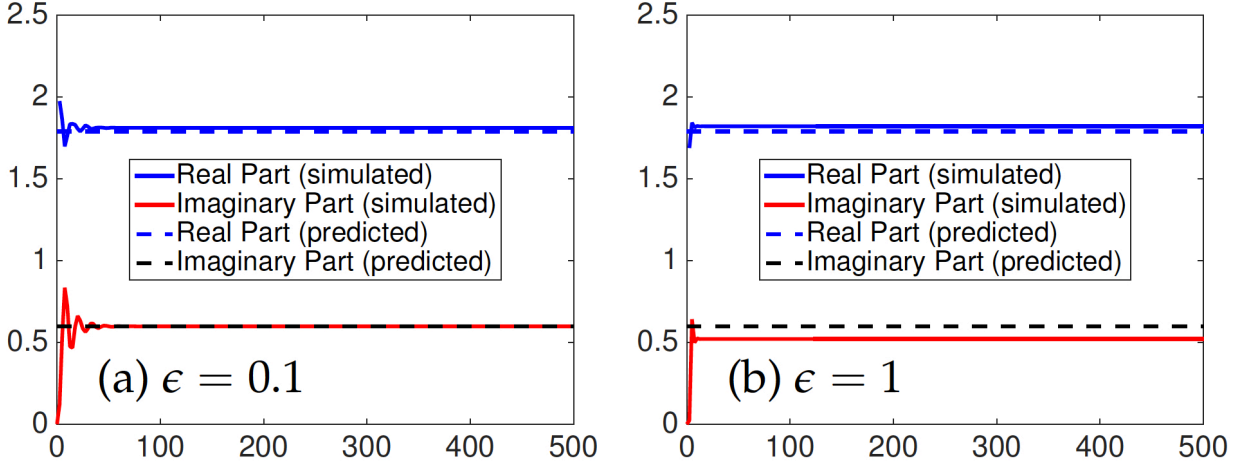 2.5
2
1.5
1
0.5
0
0 100 200 300 400 500
Real Part (simulated)
Imaginary Part (simulated)
Real Part (predicted)
Imaginary Part (predicted)
(a) ϵ = 0.1
2.5
2
1.5
1
0.5
0
0 100 200 300 400 500
Real Part (simulated)
Imaginary Part (simulated)
Real Part (predicted)
Imaginary Part (predicted)
(b) ϵ = 1